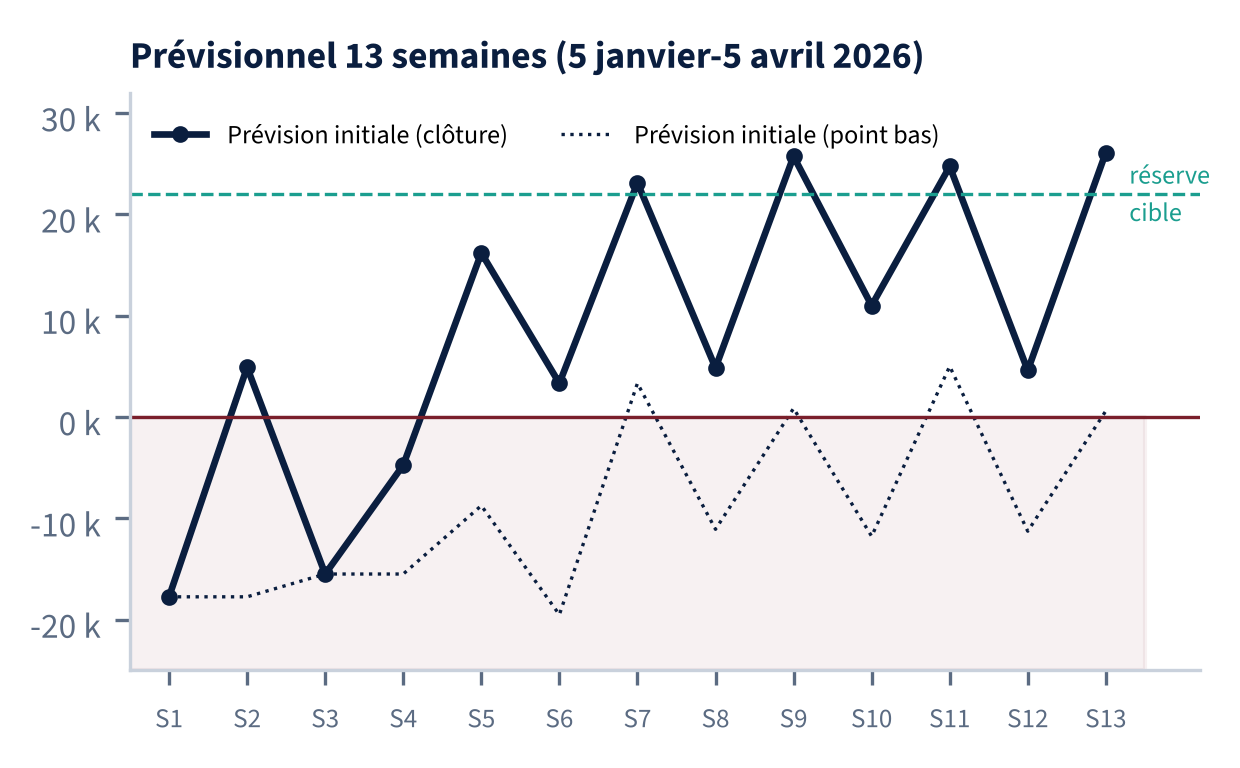 Prévisionnel 13 semaines (5 janvier-5 avril 2026)
30 k
Prévision initiale (clôture)
Prévision initiale (point bas)
réserve
cible
20 k
10 k
0 k
-10 k
-20 k
S1 S2 S3 S4 S5 S6 S7 S8 S9 S10 S11 S12 S13